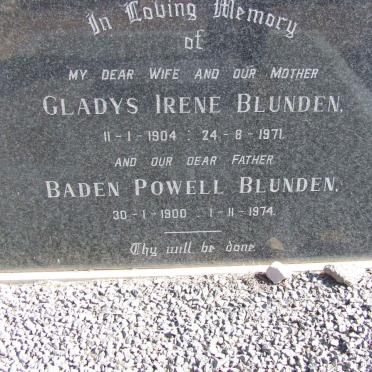 In Loving Memory
of
My dear Wife and our Mother
Gladys Irene Blunden.
11-1-1904 : 24-8-1971.
and our dear Father
Baden Powell Blunden.
30-1-1900 : 1-11-1974.
Thy will be done.